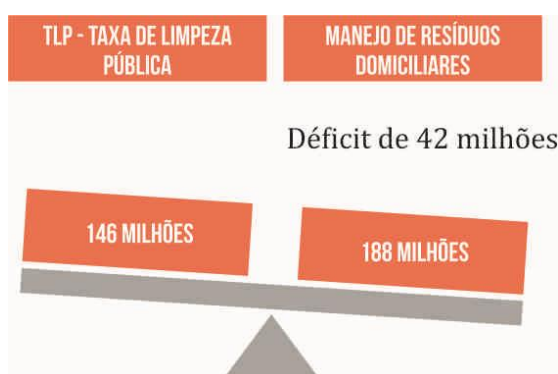 TLP - TAXA DE LIMPEZA
PÚBLICA
MANEJO DE RESÍDUOS
DOMICILIARES
Déficit de 42 milhões
146 MILHÕES
188 MILHÕES